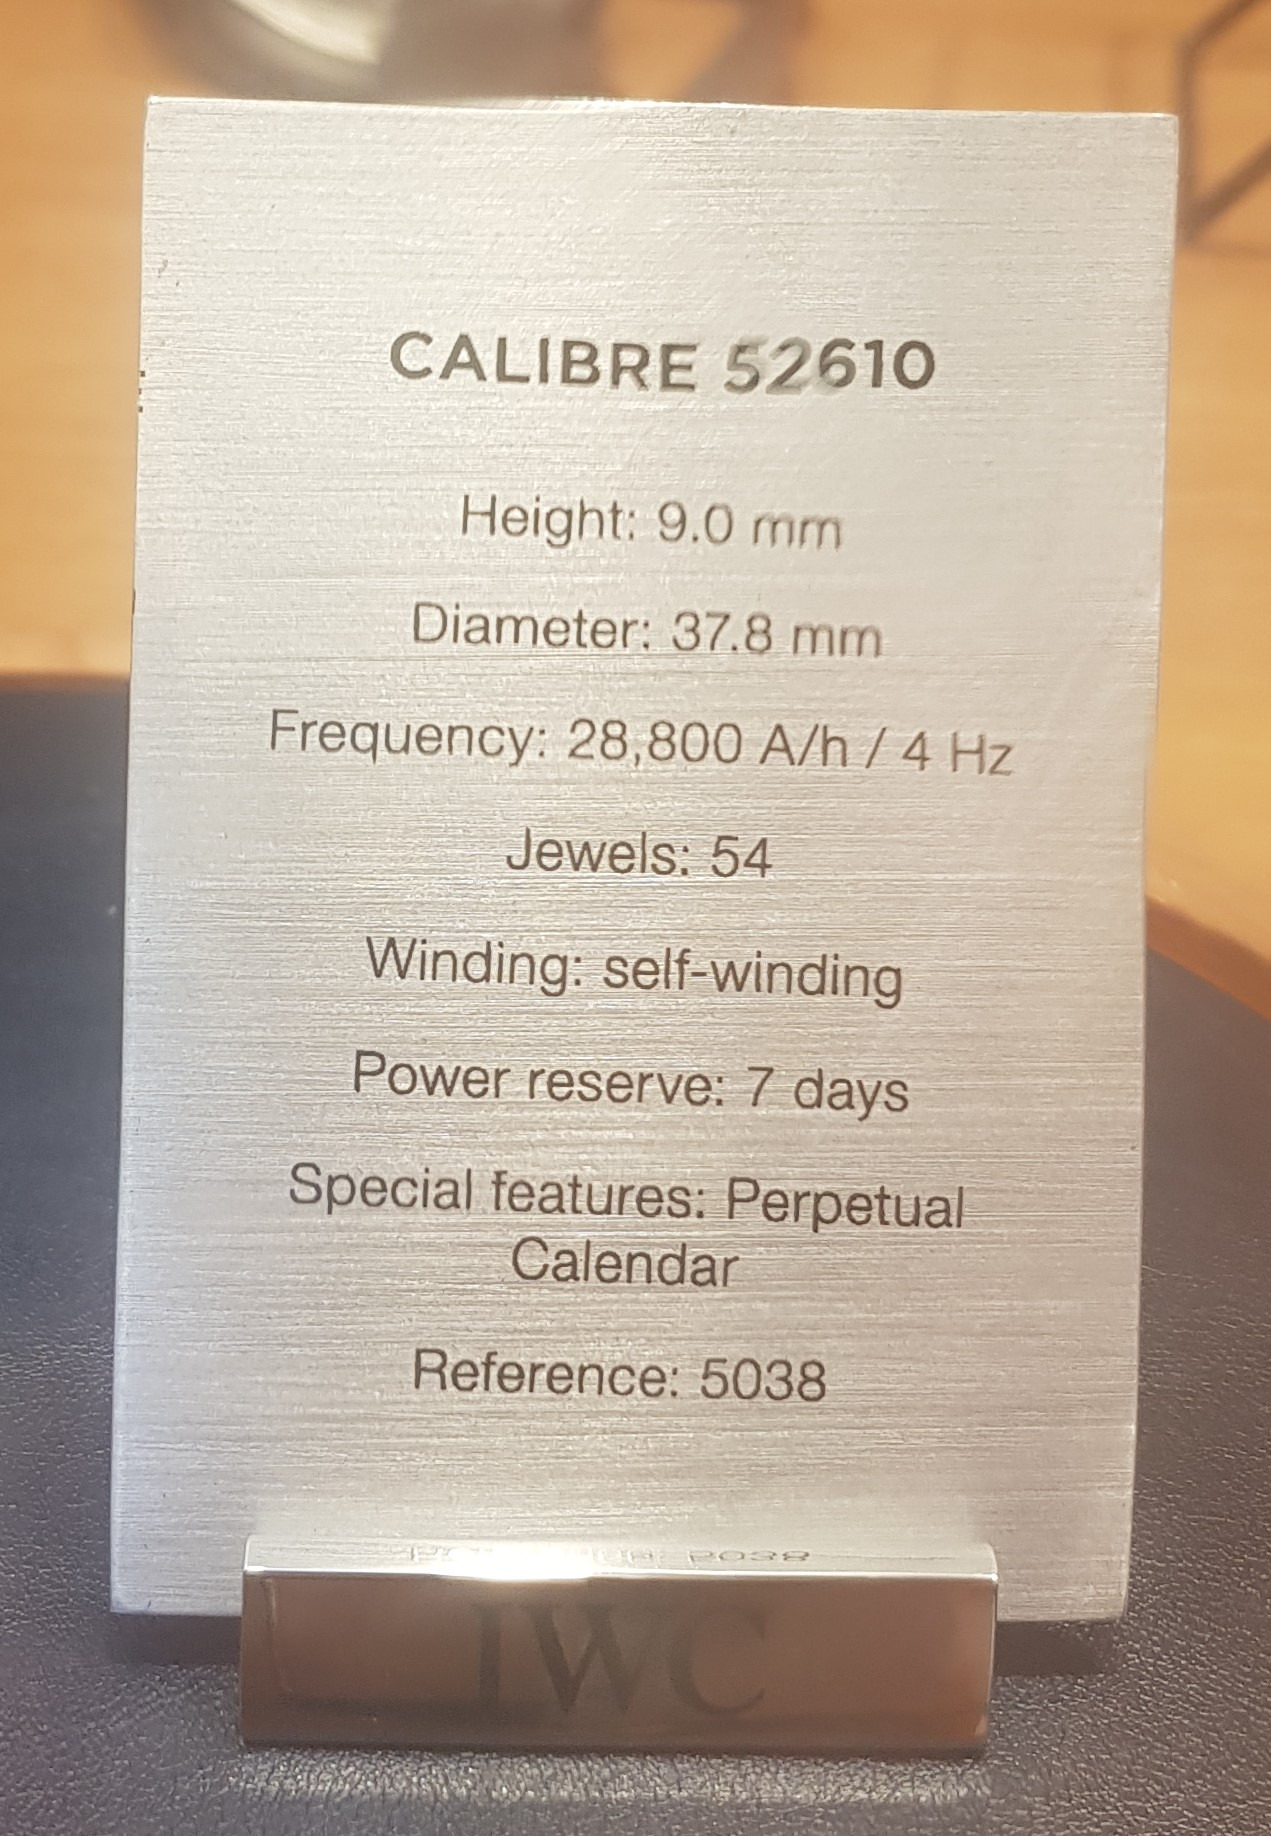 CALIBRE 52610
Height: 9.0 mm
Diameter: 37.8 mm
Frequency: 28,800 A/h / 4 Hz
Jewels: 54
Winding: self-winding
Power reserve: 7 days
Special features: Perpetual
Calendar
Reference: 5038
IWC